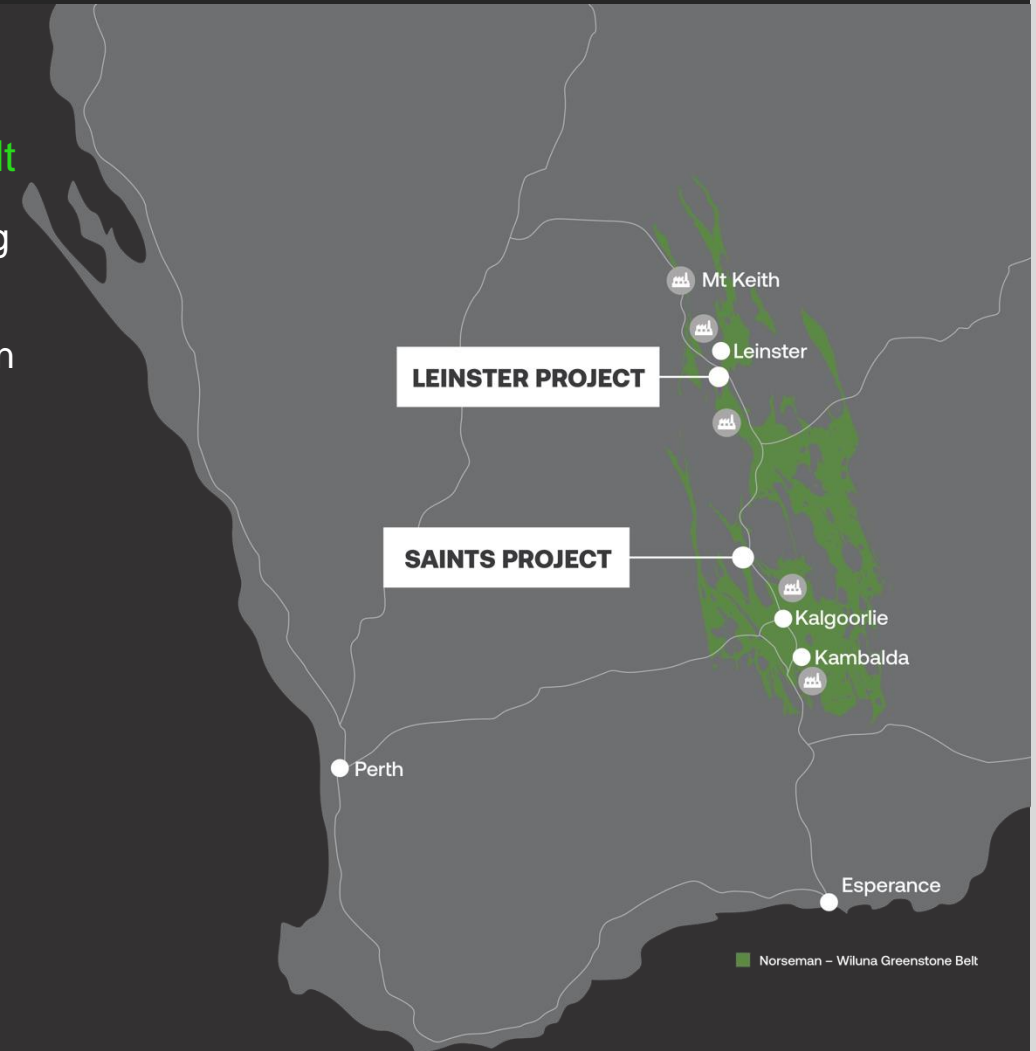 Mt Keith
Leinster
LEINSTER PROJECT
SAINTS PROJECT
Kalgoorlie
Kambalda
Perth
Esperance
Norseman – Wiluna Greenstone Belt